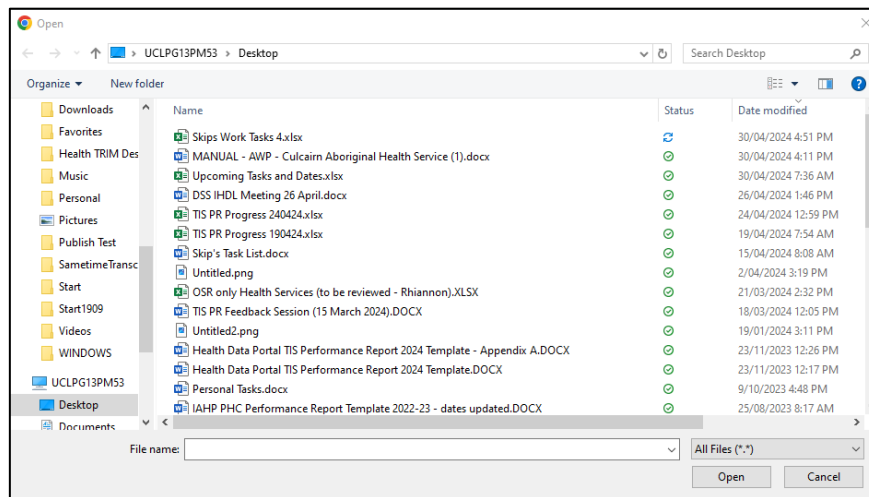 Open
UCLPG13PM53 > Desktop
Search Desktop
Organize
New folder
Downloads
Favorites
Health TRIM Des
Music
Personal
Pictures
Publish Test
SametimeTransc
Start
Start1909
Videos
WINDOWS
UCLPG13PM53
Desktop
Documents
Name Status Date modified
Skips Work Tasks 4.xlsx 30/04/2024 4:51 PM
MANUAL - AWP - Culcairn Aboriginal Health Service (1).docx 30/04/2024 4:11 PM
Upcoming Tasks and Dates.xlsx 30/04/2024 7:36 AM
DSS IHDL Meeting 26 April.docx 26/04/2024 1:46 PM
TIS PR Progress 240424.xlsx 24/04/2024 12:59 PM
TIS PR Progress 190424.xlsx 19/04/2024 7:54 AM
Skip's Task List.docx 15/04/2024 8:08 AM
Untitled.png 2/04/2024 3:19 PM
OSR only Health Services (to be reviewed - Rhiannon).XLSX 21/03/2024 2:32 PM
TIS PR Feedback Session (15 March 2024).DOCX 18/03/2024 12:05 PM
Untitled2.png 19/01/2024 3:11 PM
Health Data Portal TIS Performance Report 2024 Template - Appendix A.DOCX 23/11/2023 12:26 PM
Health Data Portal TIS Performance Report 2024 Template.DOCX 23/11/2023 12:17 PM
Personal Tasks.docx 9/10/2023 4:48 PM
IAHP PHC Performance Report Template 2022-23 - dates updated.DOCX 25/08/2023 8:17 AM
File name:
All Files (*.*)
Open
Cancel